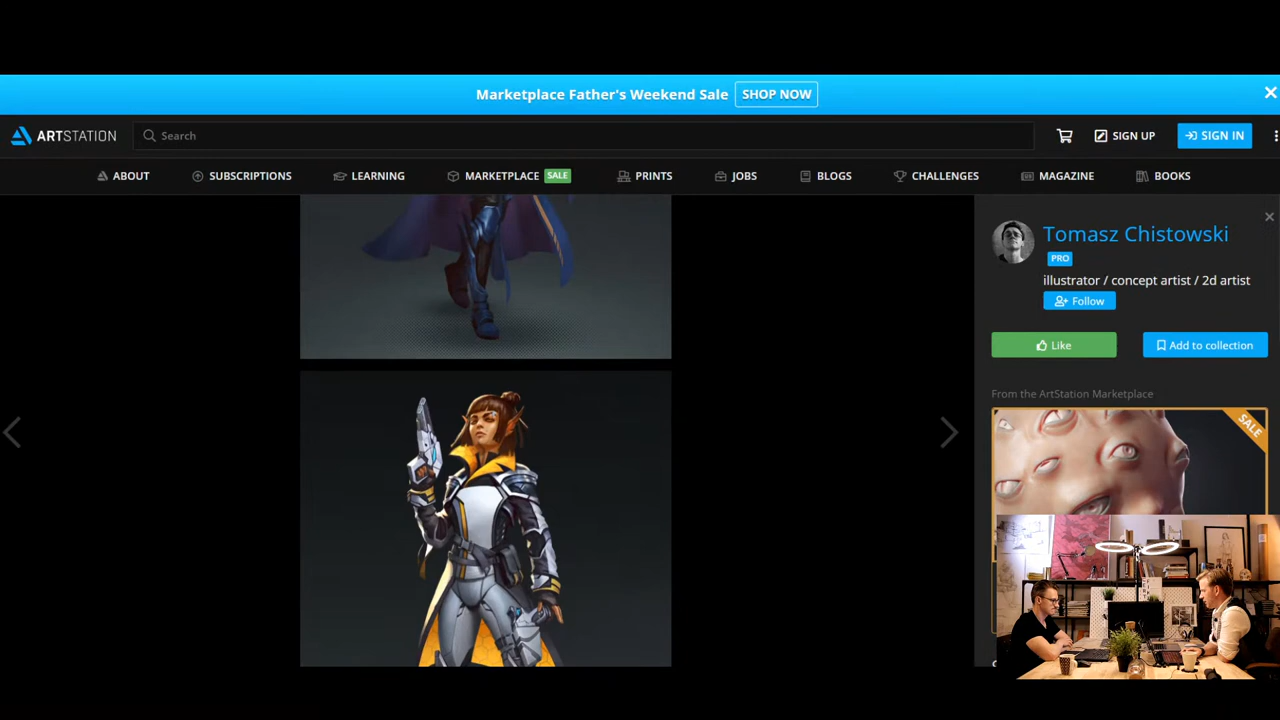 Marketplace Father's Weekend Sale SHOP NOW
ARTSTATION Search SIGN UP SIGN IN
ABOUT SUBSCRIPTIONS LEARNING MARKETPLACE SALE PRINTS JOBS BLOGS CHALLENGES MAGAZINE BOOKS
Tomasz Chistowski
PRO
illustrator / concept artist / 2d artist
Follow
Like Add to collection
From the ArtStation Marketplace
SALE